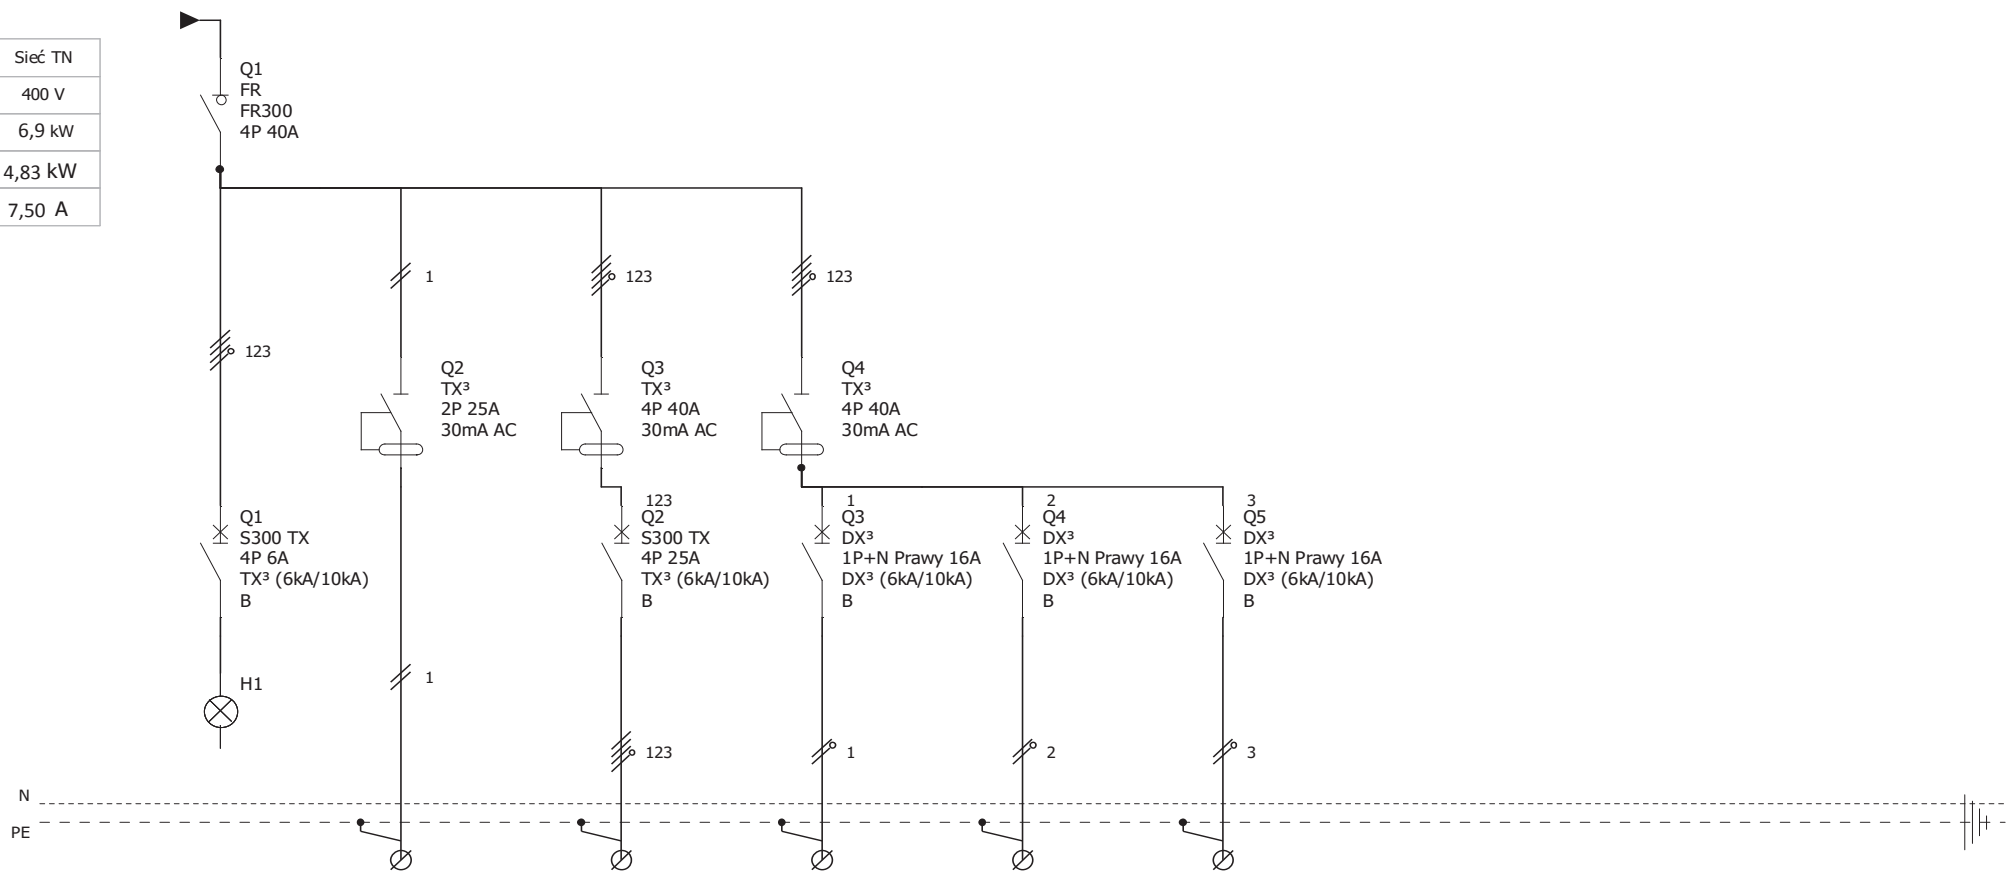 Sieć TN
400 V
6,9 kW
4,83 kW
7,50 A
Q1
FR
FR300
4P 40A
1
123
123
123
Q2
TX³
2P 25A
30mA AC
Q3
TX³
4P 40A
30mA AC
Q4
TX³
4P 40A
30mA AC
Q1
S300 TX
4P 6A
TX³ (6kA/10kA)
B
123
Q2
S300 TX
4P 25A
TX³ (6kA/10kA)
B
1
Q3
DX³
1P+N Prawy 16A
DX³ (6kA/10kA)
B
2
Q4
DX³
1P+N Prawy 16A
DX³ (6kA/10kA)
B
3
Q5
DX³
1P+N Prawy 16A
DX³ (6kA/10kA)
B
H1
1
123
1
2
3
N
PE